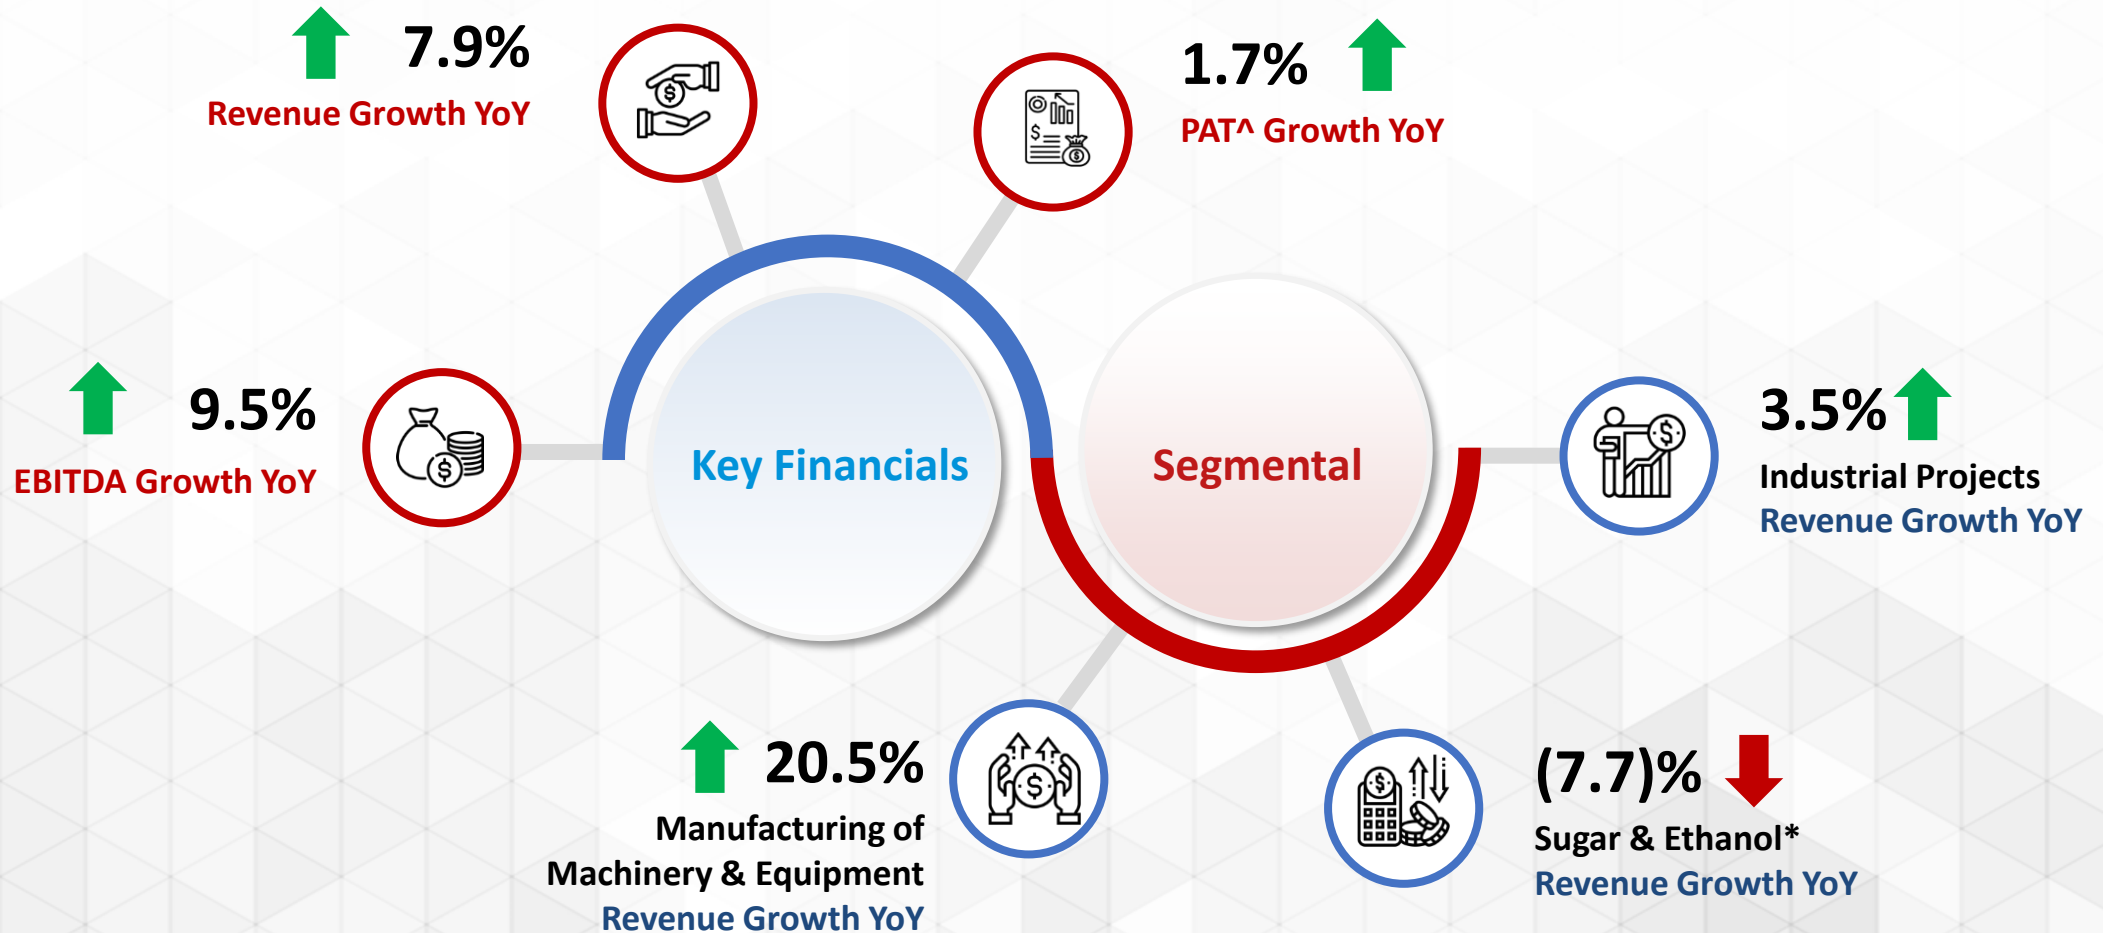 7.9%
Revenue Growth YoY
1.7%
PAT^ Growth YoY
9.5%
EBITDA Growth YoY
Key Financials
Segmental
3.5%
Industrial Projects
Revenue Growth YoY
20.5%
Manufacturing of
Machinery & Equipment
Revenue Growth YoY
(7.7)%
Sugar & Ethanol*
Revenue Growth YoY